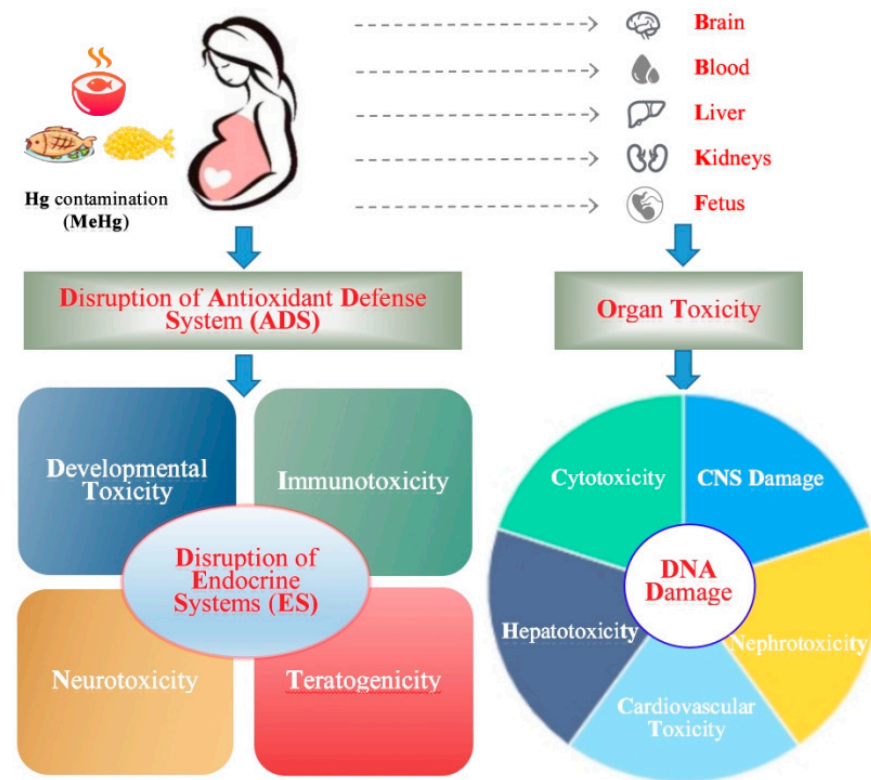 Brain
Blood
Liver
Kidneys
Fetus
Hg contamination
(MeHg)
Disruption of Antioxidant Defense
System (ADS)
Organ Toxicity
Developmental
Toxicity
Immunotoxicity
Disruption of
Endocrine
Systems (ES)
Neurotoxicity
Teratogenicity
Cytotoxicity
CNS Damage
DNA
Damage
Hepatotoxicity
Nephrotoxicity
Cardiovascular
Toxicity